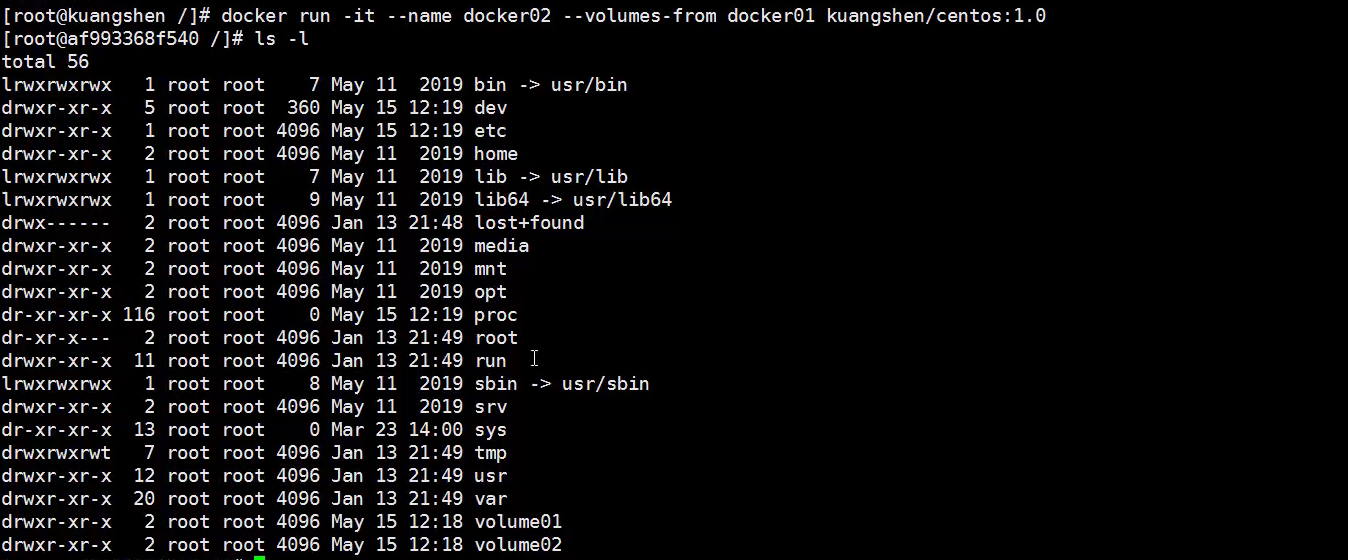 [root@kuangshen /]# docker run -it --name docker02 --volumes-from docker01 kuangshen/centos:1.0
[root@af993368f540 /]# ls -l
total 56
lrwxrwxrwx   1 root root    7 May 11  2019 bin -> usr/bin
drwxr-xr-x   5 root root  360 May 15 12:19 dev
drwxr-xr-x   1 root root 4096 May 15 12:19 etc
drwxr-xr-x   2 root root 4096 May 11  2019 home
lrwxrwxrwx   1 root root    7 May 11  2019 lib -> usr/lib
lrwxrwxrwx   1 root root    9 May 11  2019 lib64 -> usr/lib64
drwx------   2 root root 4096 Jan 13 21:48 lost+found
drwxr-xr-x   2 root root 4096 May 11  2019 media
drwxr-xr-x   2 root root 4096 May 11  2019 mnt
drwxr-xr-x   2 root root 4096 May 11  2019 opt
dr-xr-xr-x 116 root root    0 May 15 12:19 proc
dr-xr-x---   2 root root 4096 Jan 13 21:49 root
drwxr-xr-x  11 root root 4096 Jan 13 21:49 run
lrwxrwxrwx   1 root root    8 May 11  2019 sbin -> usr/sbin
drwxr-xr-x   2 root root 4096 May 11  2019 srv
dr-xr-xr-x  13 root root    0 Mar 23 14:00 sys
drwxrwxrwt   7 root root 4096 Jan 13 21:49 tmp
drwxr-xr-x  12 root root 4096 Jan 13 21:49 usr
drwxr-xr-x  20 root root 4096 Jan 13 21:49 var
drwxr-xr-x   2 root root 4096 May 15 12:18 volume01
drwxr-xr-x   2 root root 4096 May 15 12:18 volume02